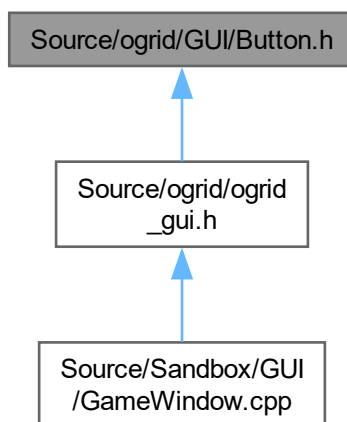 Source/ogrid/GUI/Button.h
Source/ogrid/ogrid
_gui.h
Source/Sandbox/GUI
/GameWindow.cpp